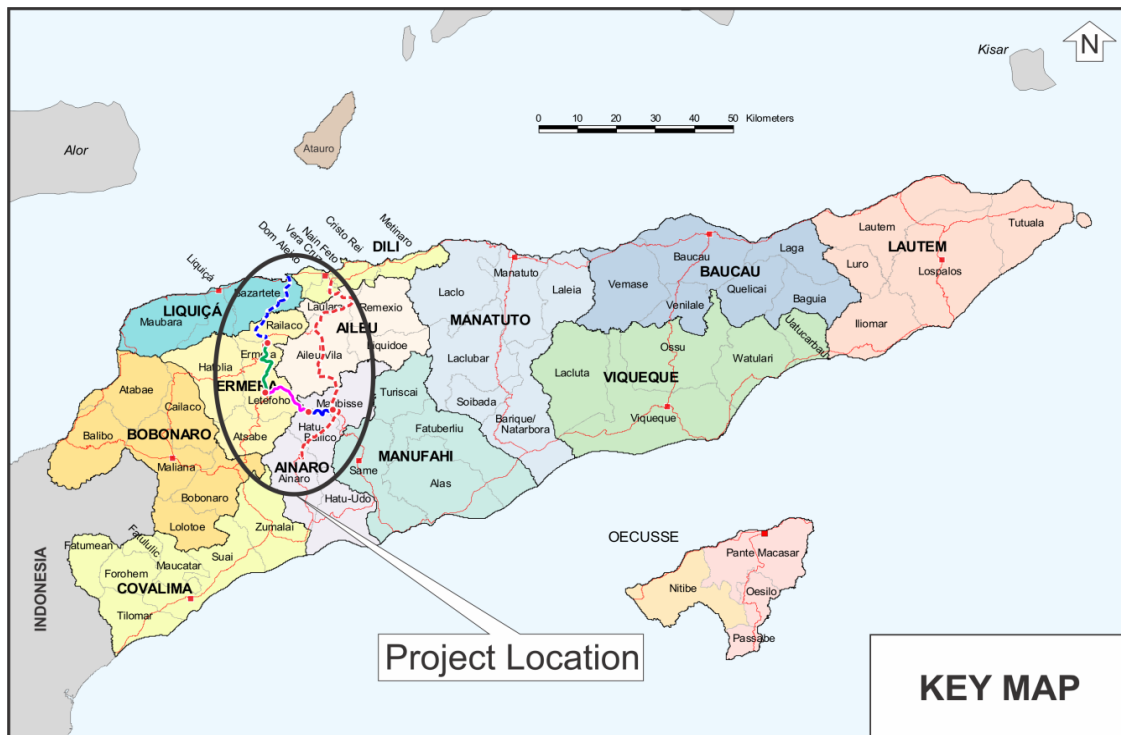 N
Kisar
0 10 20 30 40 50 Kilometers
Alor
Atauro
Metinaro
Cristo Rei
Nain Feto
Vera Cruz
Dom Aleixo
DILI
Liquiçá
Bazartete
LIQUIÇÁ
Maubara
Laulara
Remexio
AILEU
Liquidoe
Aileu Vila
Railaco
Ermera
Hatolia
ERMERA
Letefoho
Atsabe
Maubisse
Hatu-
Builico
AINARO
Ainaro
Hatu-Udo
Manatuto
Laclo
Laleia
MANATUTO
Laclubar
Soibada
Barique/
Natarbora
Turiscai
Fatuberliu
MANUFAHI
Same
Alas
Baucau
Laga
BAUCAU
Vemase
Quelicai
Venilale
Baguia
Ossu
Watulari
Uatucarbau
Lacluta
VIQUEQUE
Viqueque
Lautem
Tutuala
LAUTEM
Luro
Lospalos
Iliomar
Atabae
Cailaco
Balibo
BOBONARO
Maliana
Bobonaro
Lolotoe
Zumalai
Fatululic
Fatumean
Suai
Maucatar
Forohem
COVALIMA
Tilomar
INDONESIA
OECUSSE
Pante Macasar
Nitibe
Oesilo
Passabe
Project Location
KEY MAP